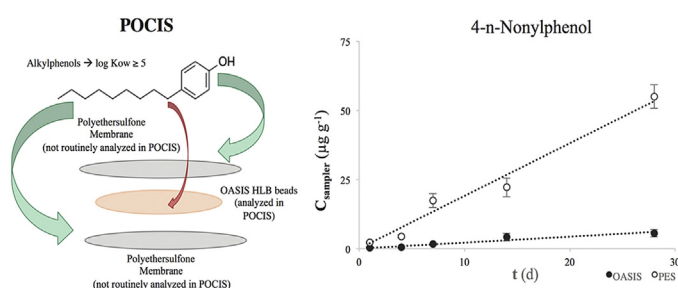 POCIS
Alkylphenols → log Kow ≥ 5
OH
Polyethersulfone
Membrane
(not routinely analyzed in POCIS)
OASIS HLB beads
(analyzed in
POCIS)
Polyethersulfone
Membrane
(not routinely analyzed in POCIS)
4-n-Nonylphenol
75
50
25
0
C sampler (µg g⁻¹)
0
10
20
30
t (d)
OASIS
PES